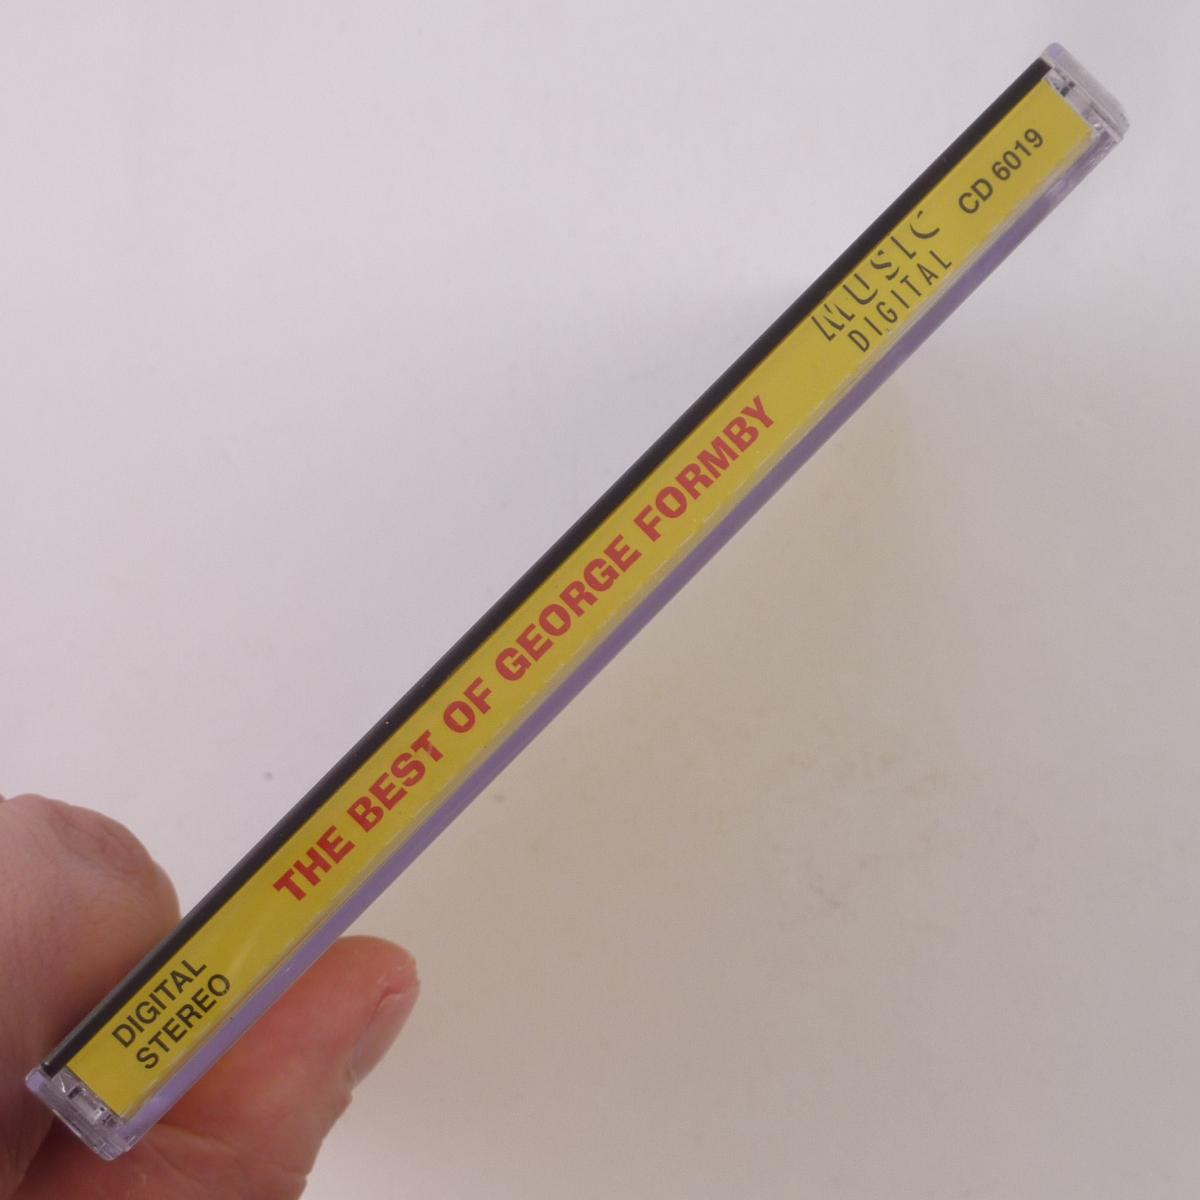 DIGITAL
STEREO
THE BEST OF GEORGE FORMBY
MUSIC
DIGITAL
CD 6019